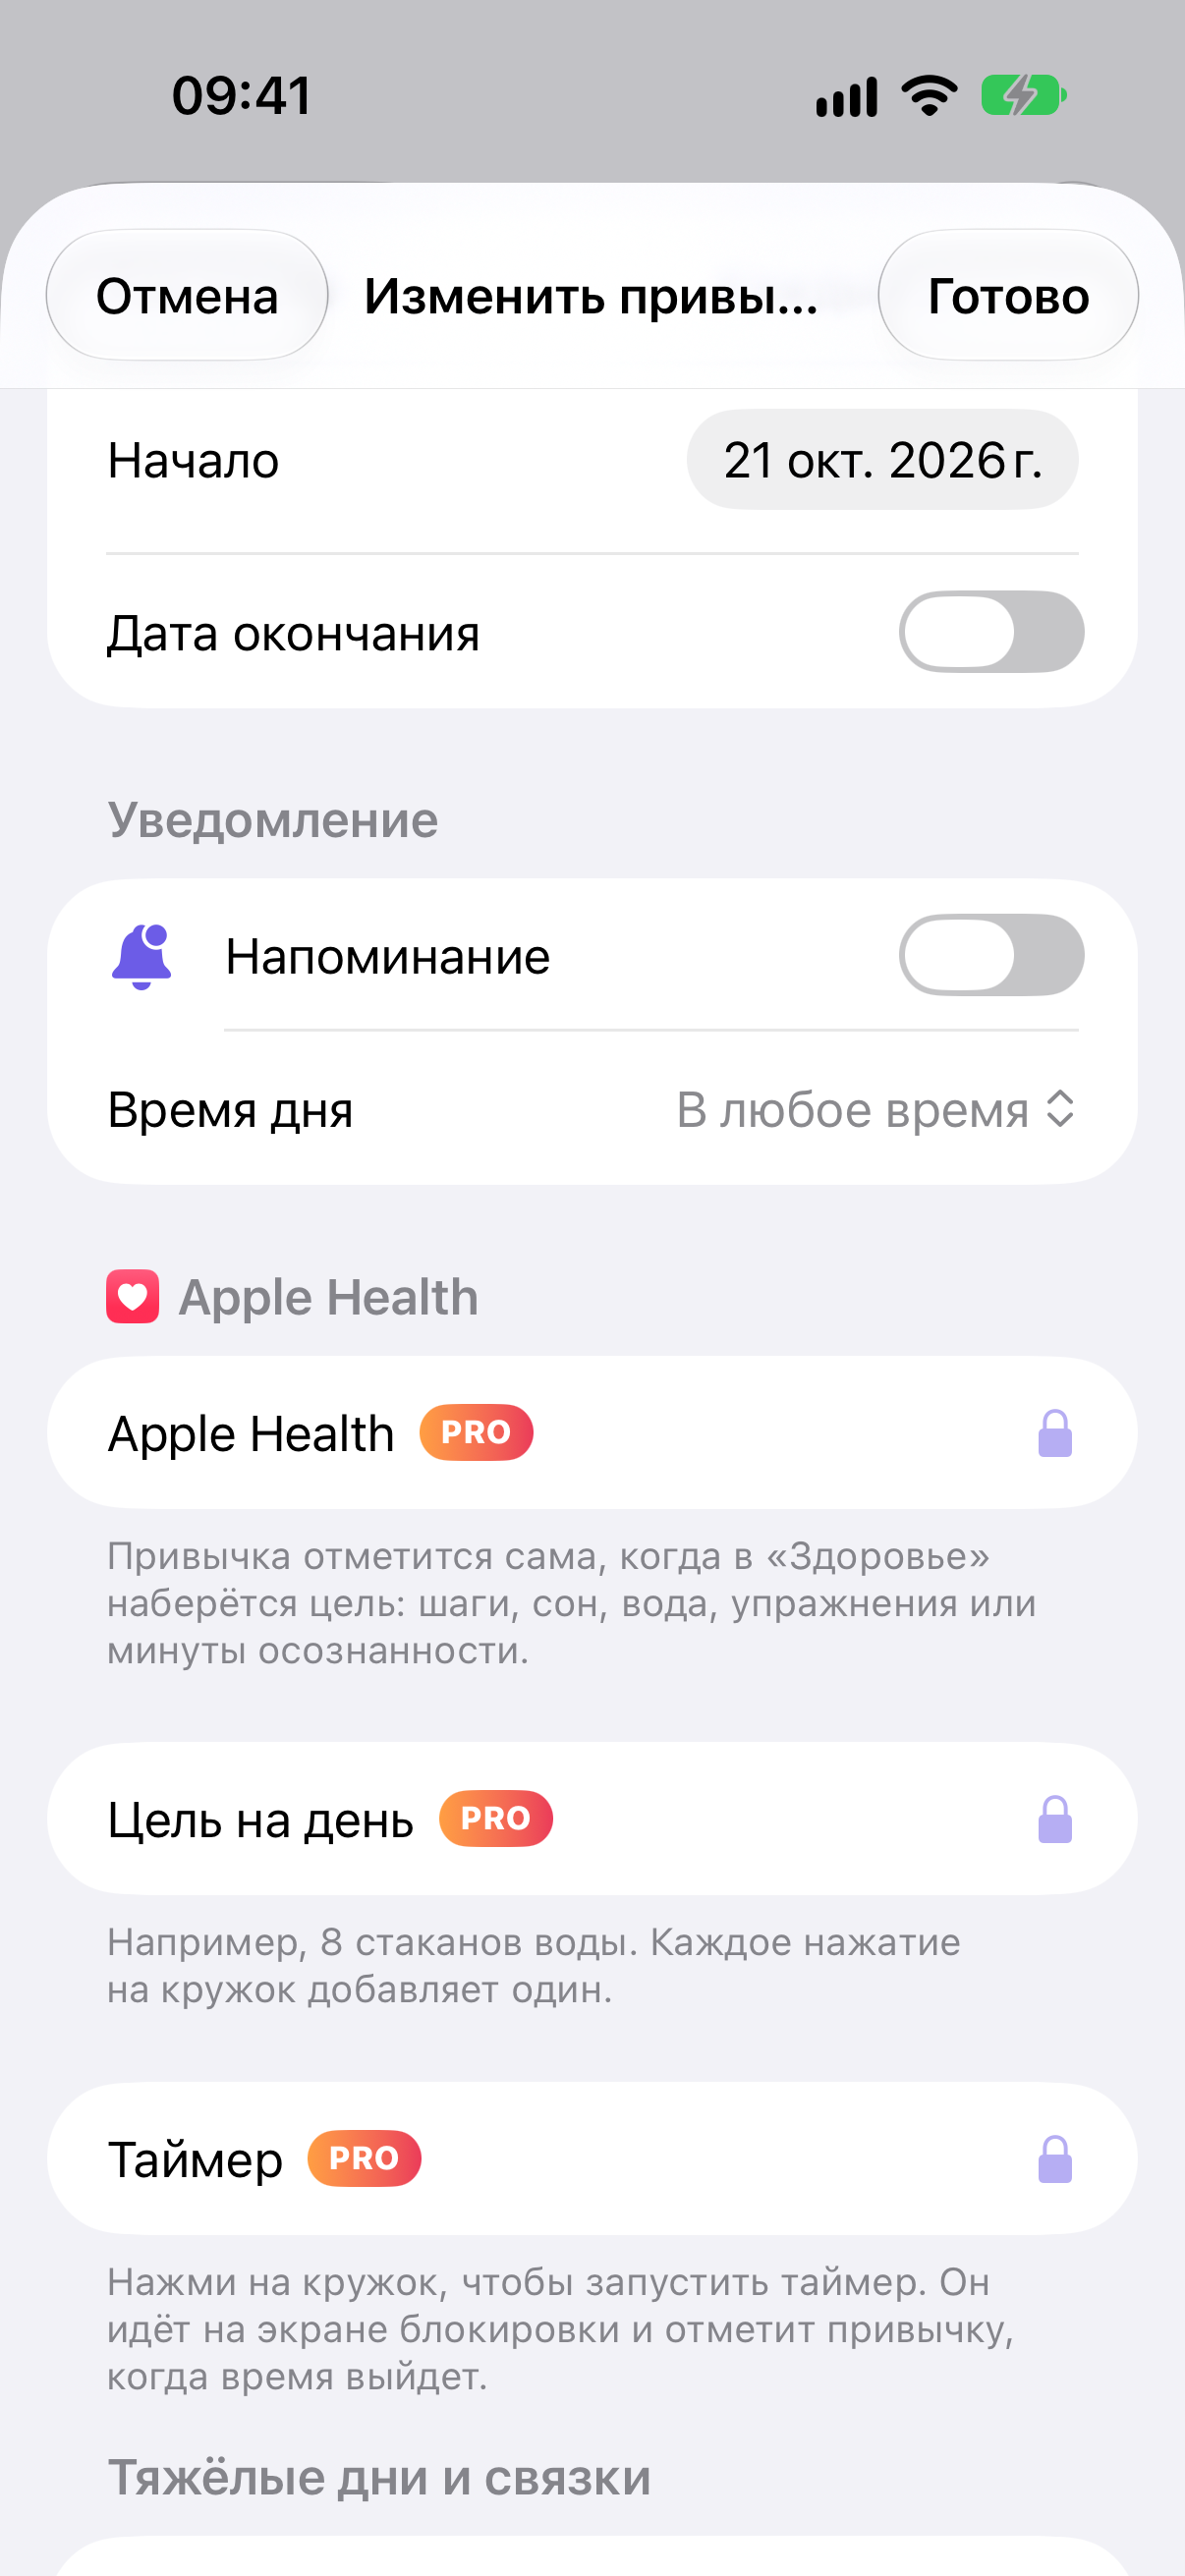 09:41
Отмена
Изменить привы...
Готово
Начало
21 окт. 2026 г.
Дата окончания
Уведомление
Напоминание
Время дня
В любое время
Apple Health
Apple Health PRO
Привычка отметится сама, когда в «Здоровье»
наберётся цель: шаги, сон, вода, упражнения или
минуты осознанности.
Цель на день PRO
Например, 8 стаканов воды. Каждое нажатие
на кружок добавляет один.
Таймер PRO
Нажми на кружок, чтобы запустить таймер. Он
идёт на экране блокировки и отметит привычку,
когда время выйдет.
Тяжёлые дни и связки